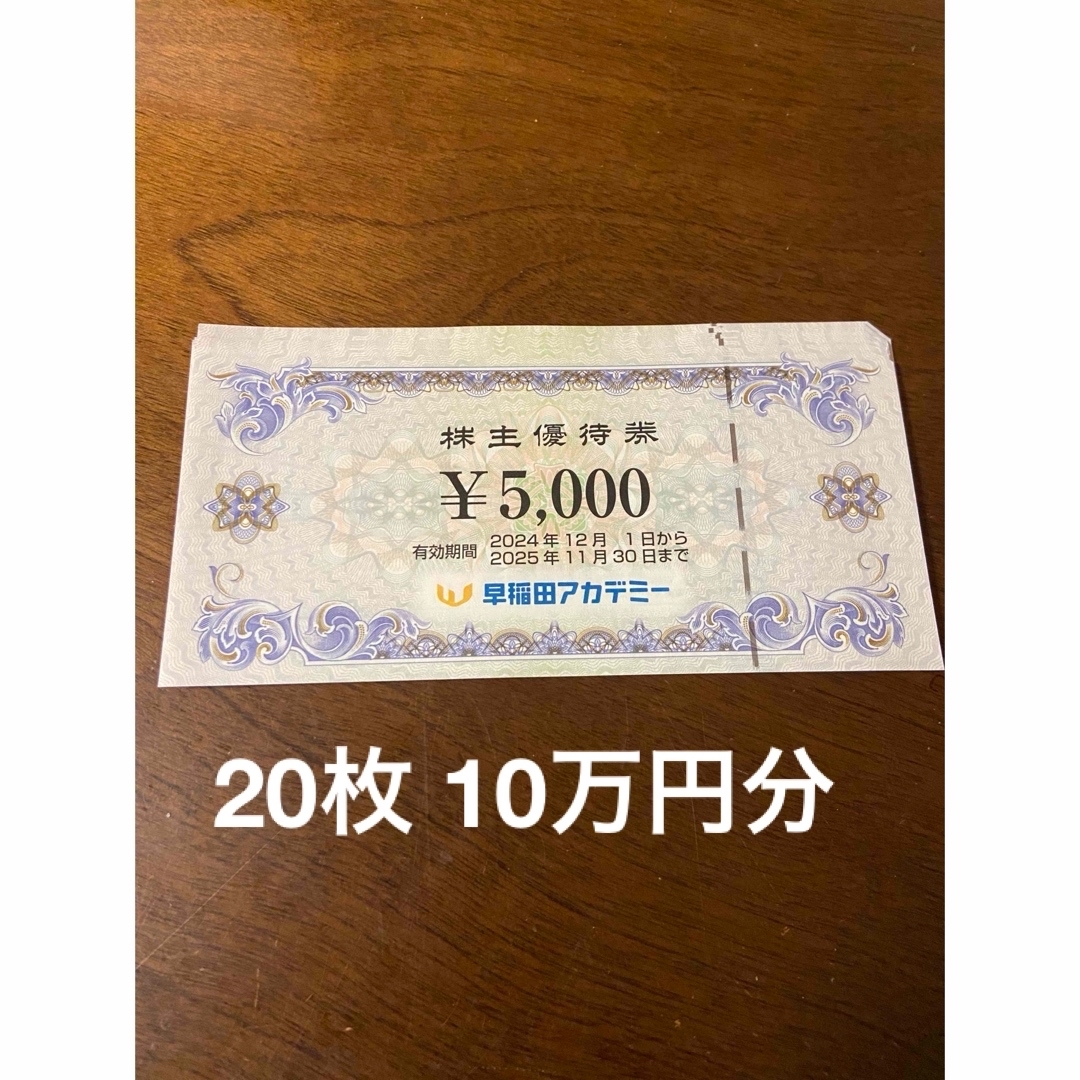 株主優待券
¥5,000
有効期間 2024年12月 1日から
2025年11月30日まで
早稲田アカデミー
20枚 10万円分